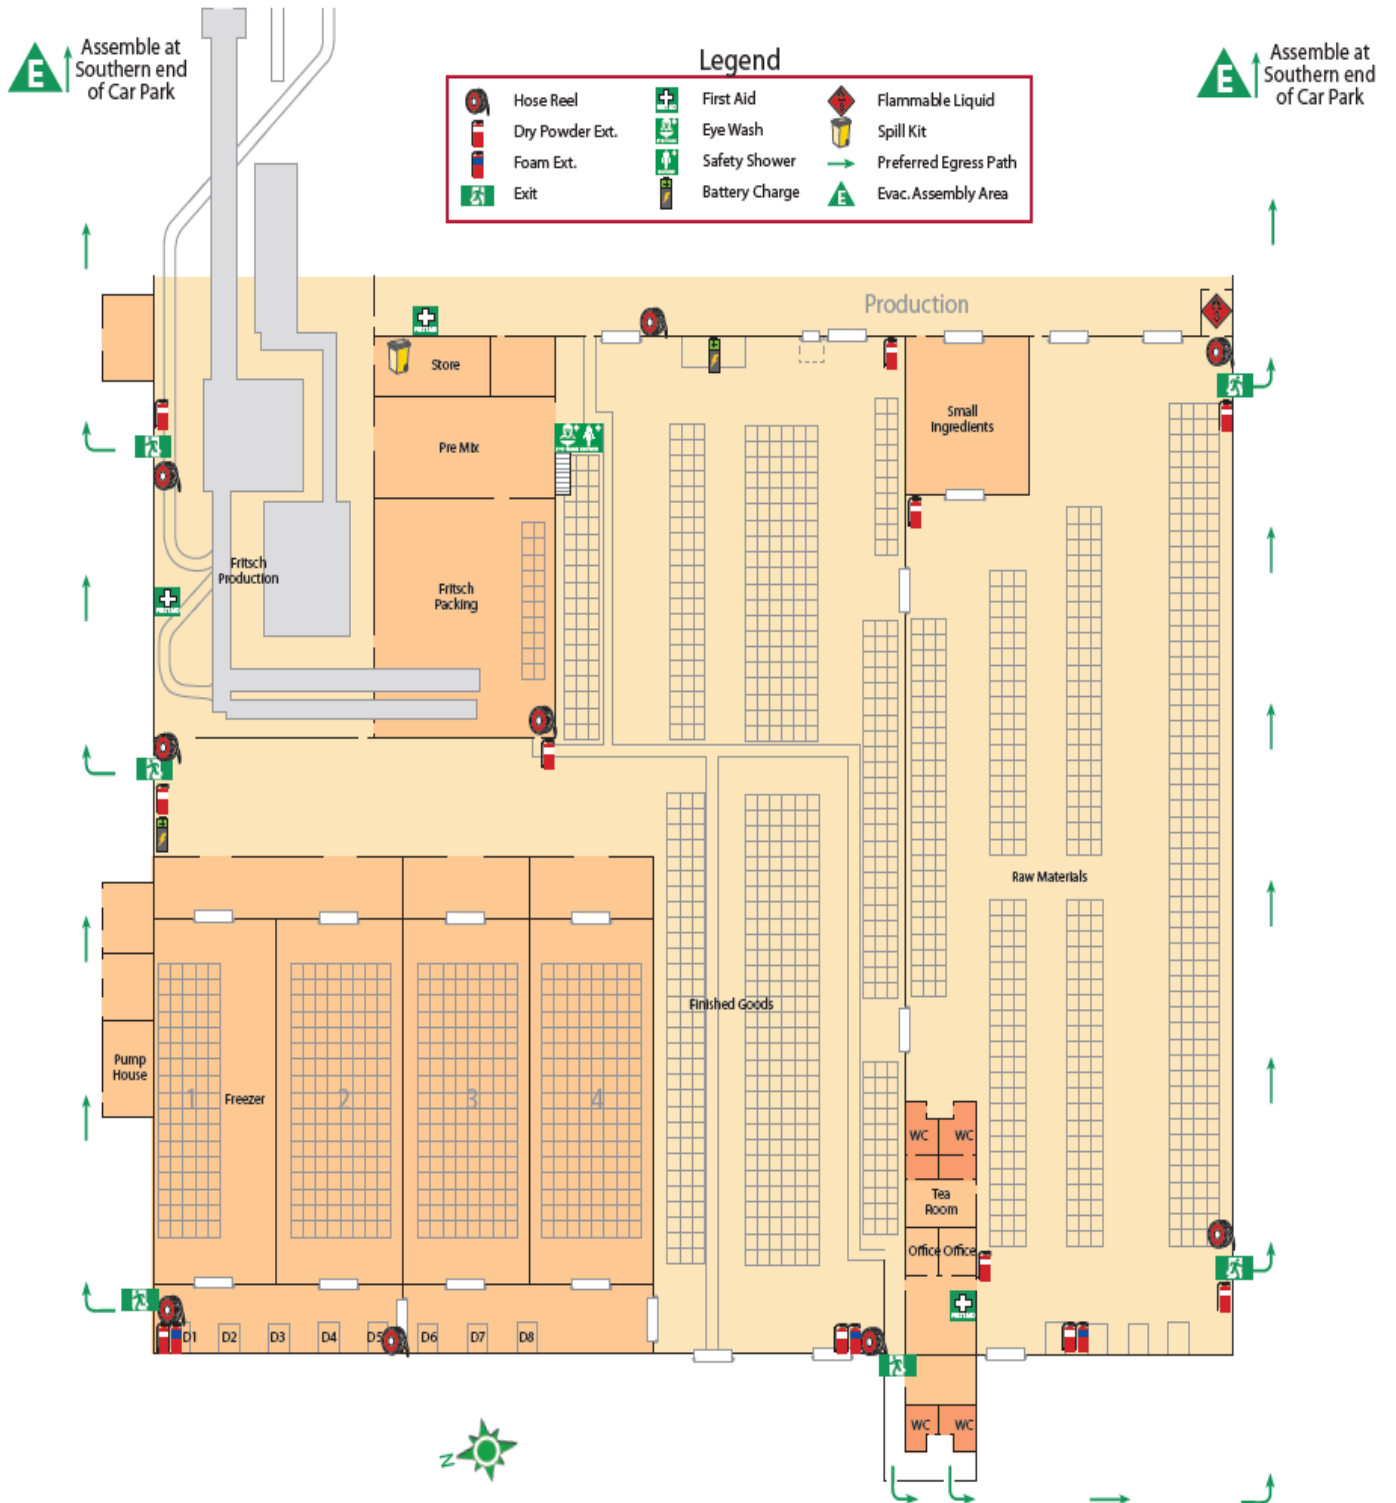 Assemble at
Southern end
of Car Park
E
Assemble at
Southern end
of Car Park
E
Legend
Hose Reel
First Aid
Flammable Liquid
Dry Powder Ext.
Eye Wash
Spill Kit
Foam Ext.
Safety Shower
Preferred Egress Path
Exit
Battery Charge
E
Evac. Assembly Area
Production
Store
Small
Ingredients
Pre Mix
Fritsch
Production
Fritsch
Packing
Raw Materials
Finished Goods
Pump
House
1
Freezer
2
3
4
WC
WC
Tea
Room
Office
Office
D1
D2
D3
D4
D5
D6
D7
D8
WC
WC
N